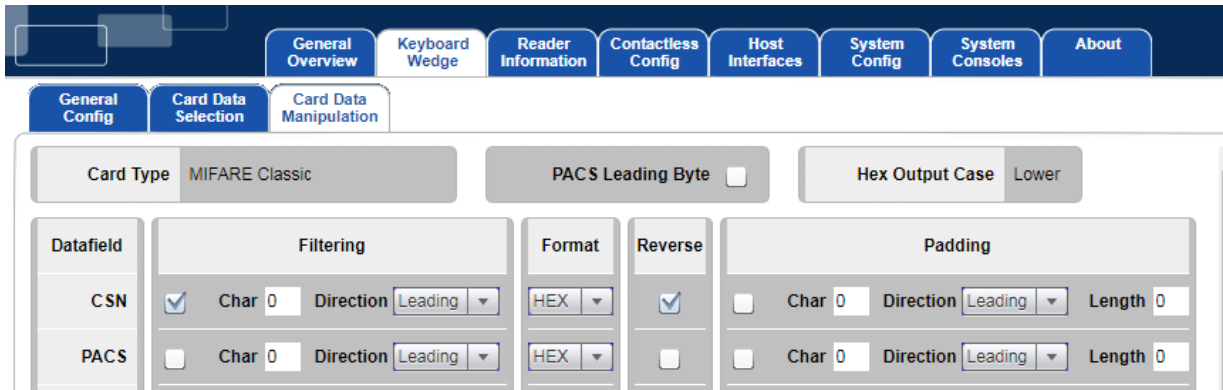 General Overview
Keyboard Wedge
Reader Information
Contactless Config
Host Interfaces
System Config
System Consoles
About
General Config
Card Data Selection
Card Data Manipulation
Card Type MIFARE Classic PACS Leading Byte Hex Output Case Lower
Datafield Filtering Format Reverse Padding
CSN Char 0 Direction Leading HEX Char 0 Direction Leading Length 0
PACS Char 0 Direction Leading HEX Char 0 Direction Leading Length 0